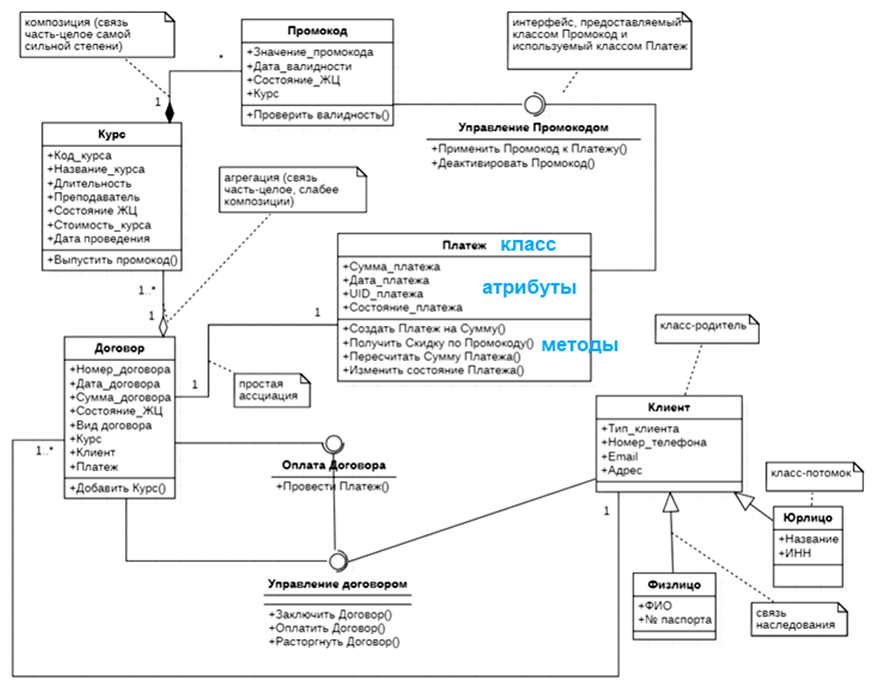 композиция (связь
часть-целое самой
сильной степени)
Промокод
+Значение_промокода
+Дата_валидности
+Состояние_ЖЦ
+Курс
+Проверить валидность()
*
1
интерфейс, предоставляемый
классом Промокод и
используемый классом Платеж
Управление Промокодом
+Применить Промокод к Платежу()
+Деактивировать Промокод()
Курс
+Код_курса
+Название_курса
+Длительность
+Преподаватель
+Состояние ЖЦ
+Стоимость_курса
+Дата проведения
+Выпустить промокод()
агрегация (связь
часть-целое, слабее
композиции)
1..*
1
Платеж класс
+Сумма_платежа
+Дата_платежа
+UID_платежа
+Состояние_платежа
атрибуты
+Создать Платеж на Сумму()
+Получить Скидку по Промокоду()
+Пересчитать Сумму Платежа()
+Изменить состояние Платежа()
методы
1
1
простая
ассциация
Договор
+Номер_договора
+Дата_договора
+Сумма_договора
+Состояние_ЖЦ
+Вид договора
+Курс
+Клиент
+Платеж
+Добавить Курс()
1..*
Оплата Договора
+Провести Платеж()
Управление договором
+Заключить Договор()
+Оплатить Договор()
+Расторгнуть Договор()
класс-родитель
Клиент
+Тип_клиента
+Номер_телефона
+Email
+Адрес
1
класс-потомок
Юрлицо
+Название
+ИНН
Физлицо
+ФИО
+№ паспорта
связь
наследования